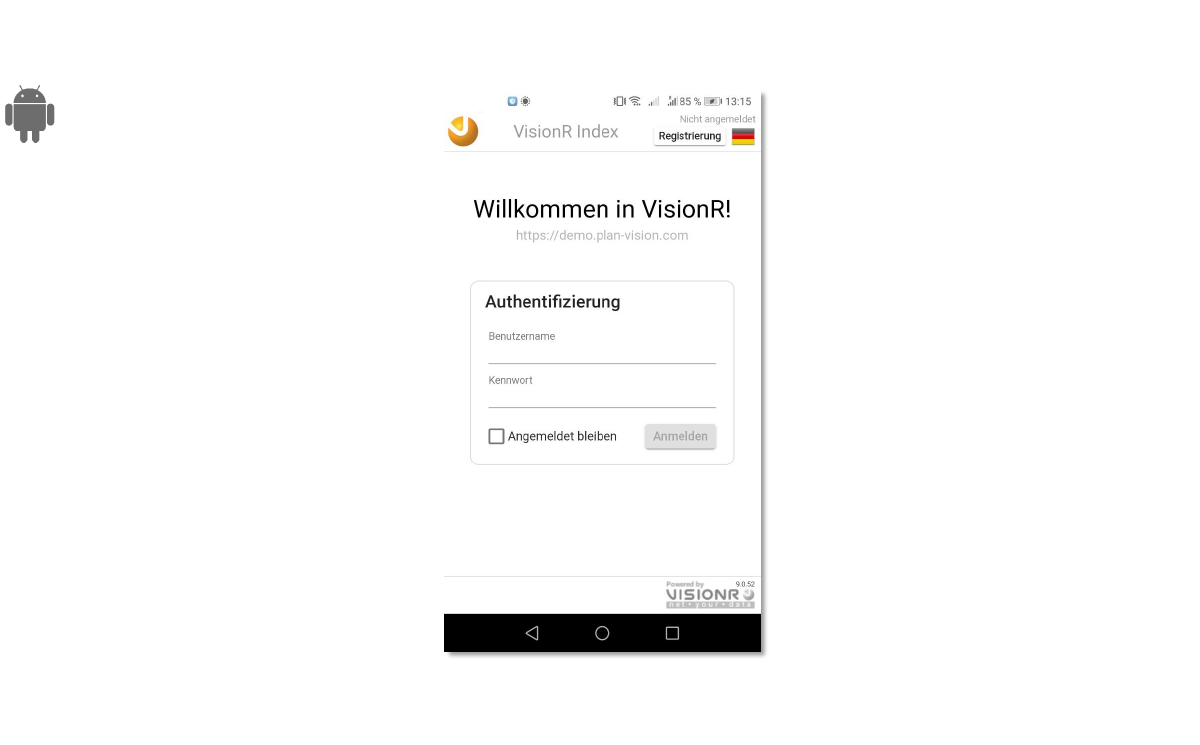 85 % 13:15
Nicht angemeldet
VisionR Index
Registrierung
Willkommen in VisionR!
https://demo.plan-vision.com
Authentifizierung
Benutzername
Kennwort
Angemeldet bleiben
Anmelden
Powered by 9.0.52
VISIONR
net•your•data